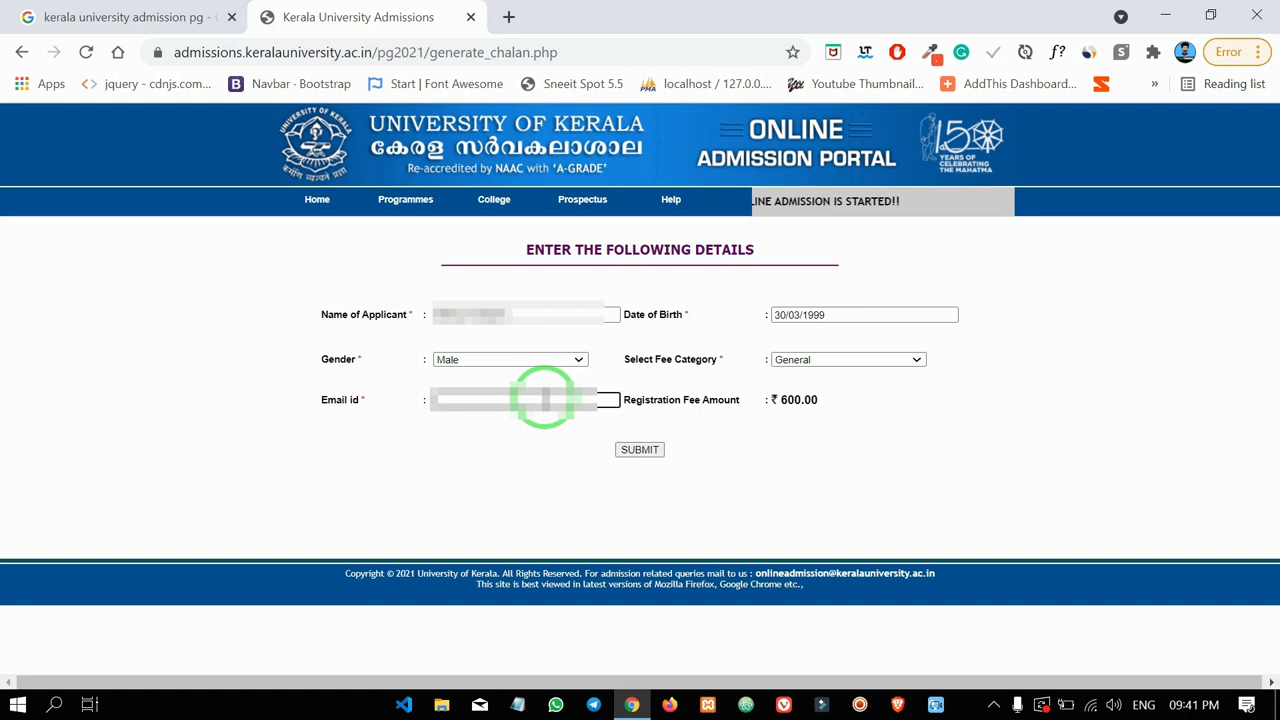 kerala university admission pg -
Kerala University Admissions
admissions.keralauniversity.ac.in/pg2021/generate_chalan.php
Error
Apps
jquery - cdnjs.com...
Navbar · Bootstrap
Start | Font Awesome
Sneeit Spot 5.5
localhost / 127.0.0....
Youtube Thumbnail...
AddThis Dashboard...
»
Reading list
UNIVERSITY OF KERALA
കേരള സർവകലാശാല
Re-accredited by NAAC with 'A-GRADE'
ONLINE
ADMISSION PORTAL
150
YEARS OF
CELEBRATING
THE MAHATMA
Home
Programmes
College
Prospectus
Help
LINE ADMISSION IS STARTED!!
ENTER THE FOLLOWING DETAILS
Name of Applicant * :
Date of Birth * : 30/03/1999
Gender * : Male
Select Fee Category * : General
Email id * :
Registration Fee Amount : ₹ 600.00
SUBMIT
Copyright © 2021 University of Kerala. All Rights Reserved. For admission related queries mail to us : onlineadmission@keralauniversity.ac.in
This site is best viewed in latest versions of Mozilla Firefox, Google Chrome etc.,
ENG
09:41 PM